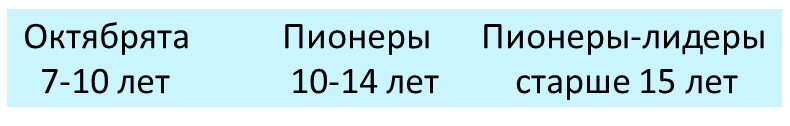 Октябрята Пионеры Пионеры-лидеры
7-10 лет 10-14 лет старше 15 лет